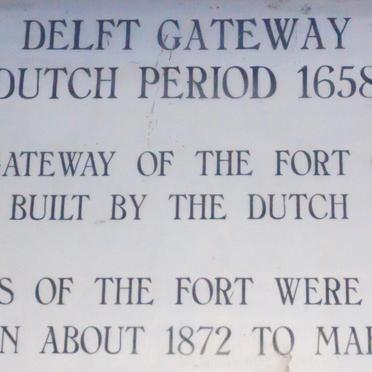 DELFT GATEWAY
DUTCH PERIOD 1658
GATEWAY OF THE FORT
BUILT BY THE DUTCH
S OF THE FORT WERE
N ABOUT 1872 TO MA